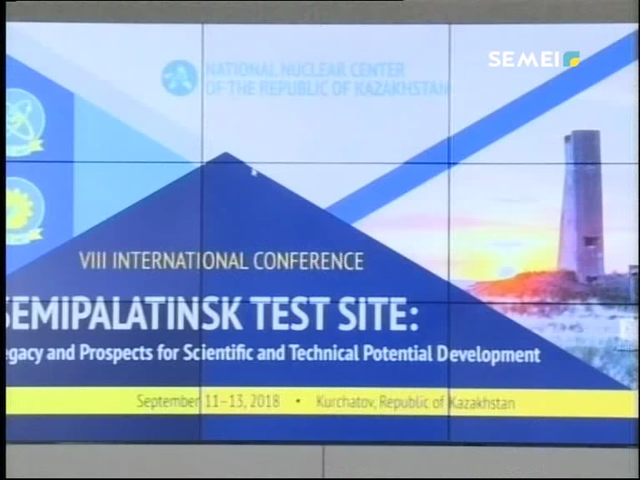 SEMEI
NATIONAL NUCLEAR CENTER
OF THE REPUBLIC OF KAZAKHSTAN
VIII INTERNATIONAL CONFERENCE
SEMIPALATINSK TEST SITE:
egacy and Prospects for Scientific and Technical Potential Development
September 11–13, 2018 • Kurchatov, Republic of Kazakhstan